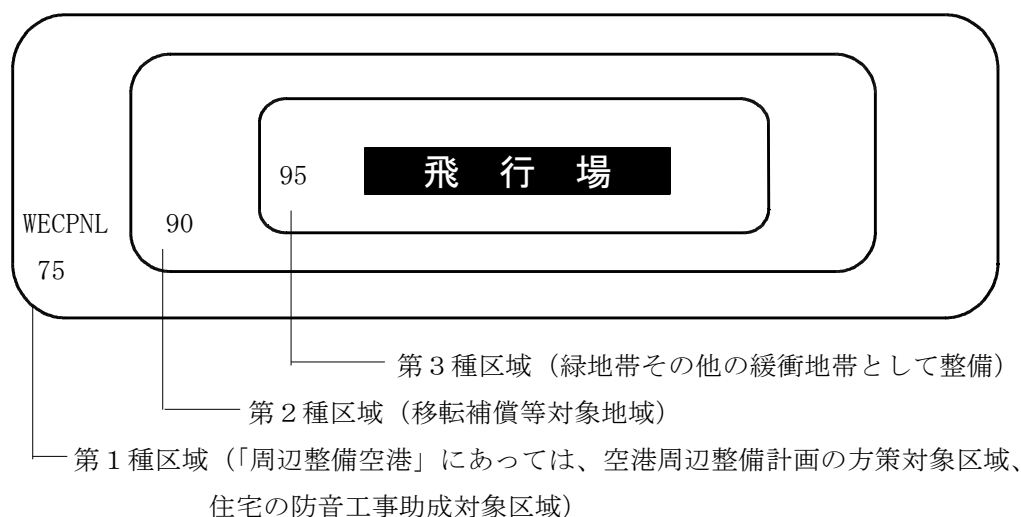 95
飛 行 場
WECPNL
90
75
第３種区域（緑地帯その他の緩衝地帯として整備）
第２種区域（移転補償等対象地域）
第１種区域（「周辺整備空港」にあっては、空港周辺整備計画の方策対象区域、
住宅の防音工事助成対象区域）